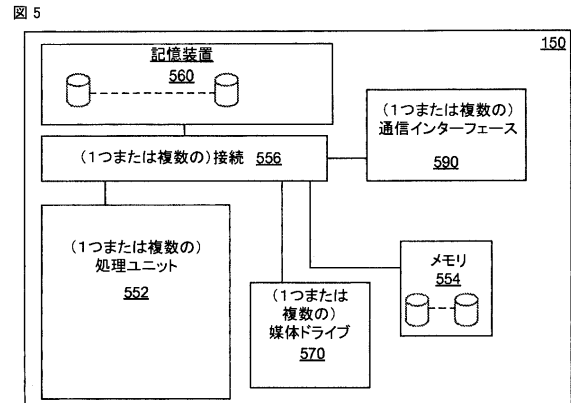 図 5
150
記憶装置
560
(1つまたは複数の)
通信インターフェース
590
(1つまたは複数の)接続 556
(1つまたは複数の)
処理ユニット
552
メモリ
554
(1つまたは
複数の)
媒体ドライブ
570